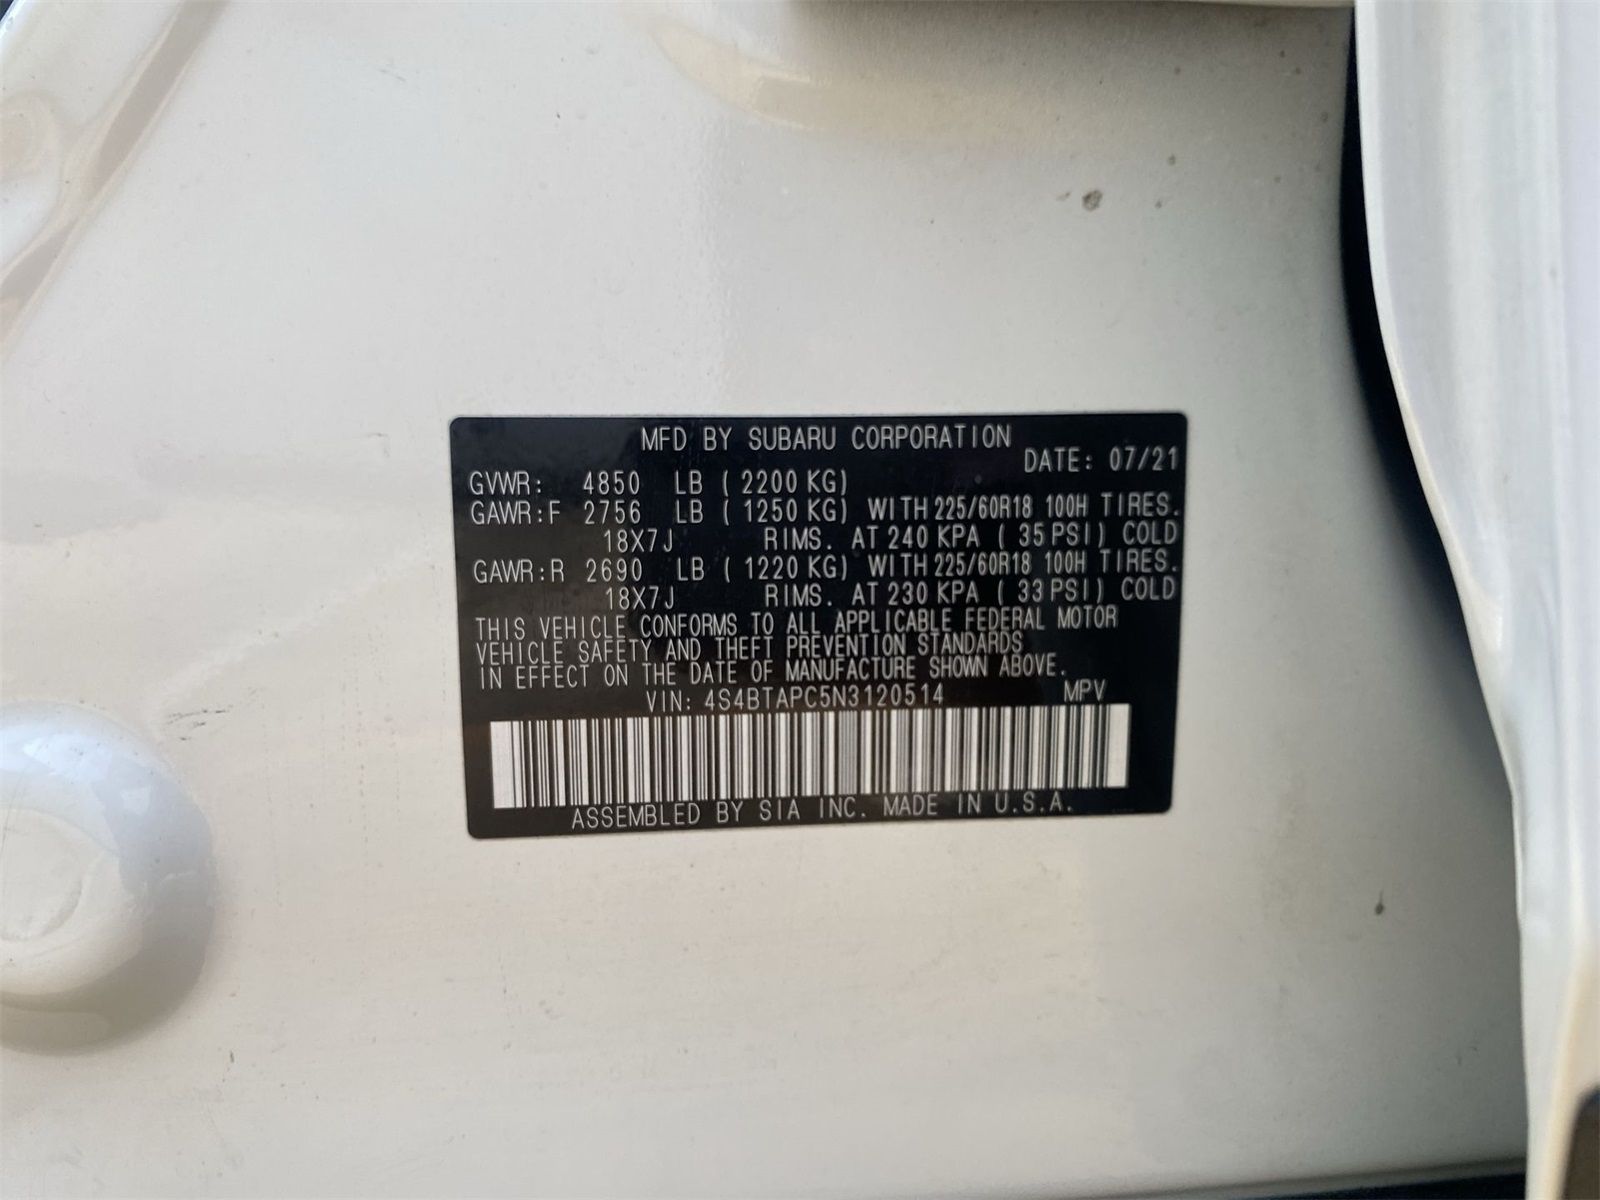 MFD BY SUBARU CORPORATION
DATE: 07/21
GVWR: 4850 LB ( 2200 KG)
GAWR:F 2756 LB ( 1250 KG) WITH 225/60R18 100H TIRES.
18X7J RIMS. AT 240 KPA ( 35 PSI) COLD
GAWR:R 2690 LB ( 1220 KG) WITH 225/60R18 100H TIRES.
18X7J RIMS. AT 230 KPA ( 33 PSI) COLD
THIS VEHICLE CONFORMS TO ALL APPLICABLE FEDERAL MOTOR
VEHICLE SAFETY AND THEFT PREVENTION STANDARDS
IN EFFECT ON THE DATE OF MANUFACTURE SHOWN ABOVE.
VIN: 4S4BTAPC5N3120514 MPV
ASSEMBLED BY SIA INC. MADE IN U.S.A.